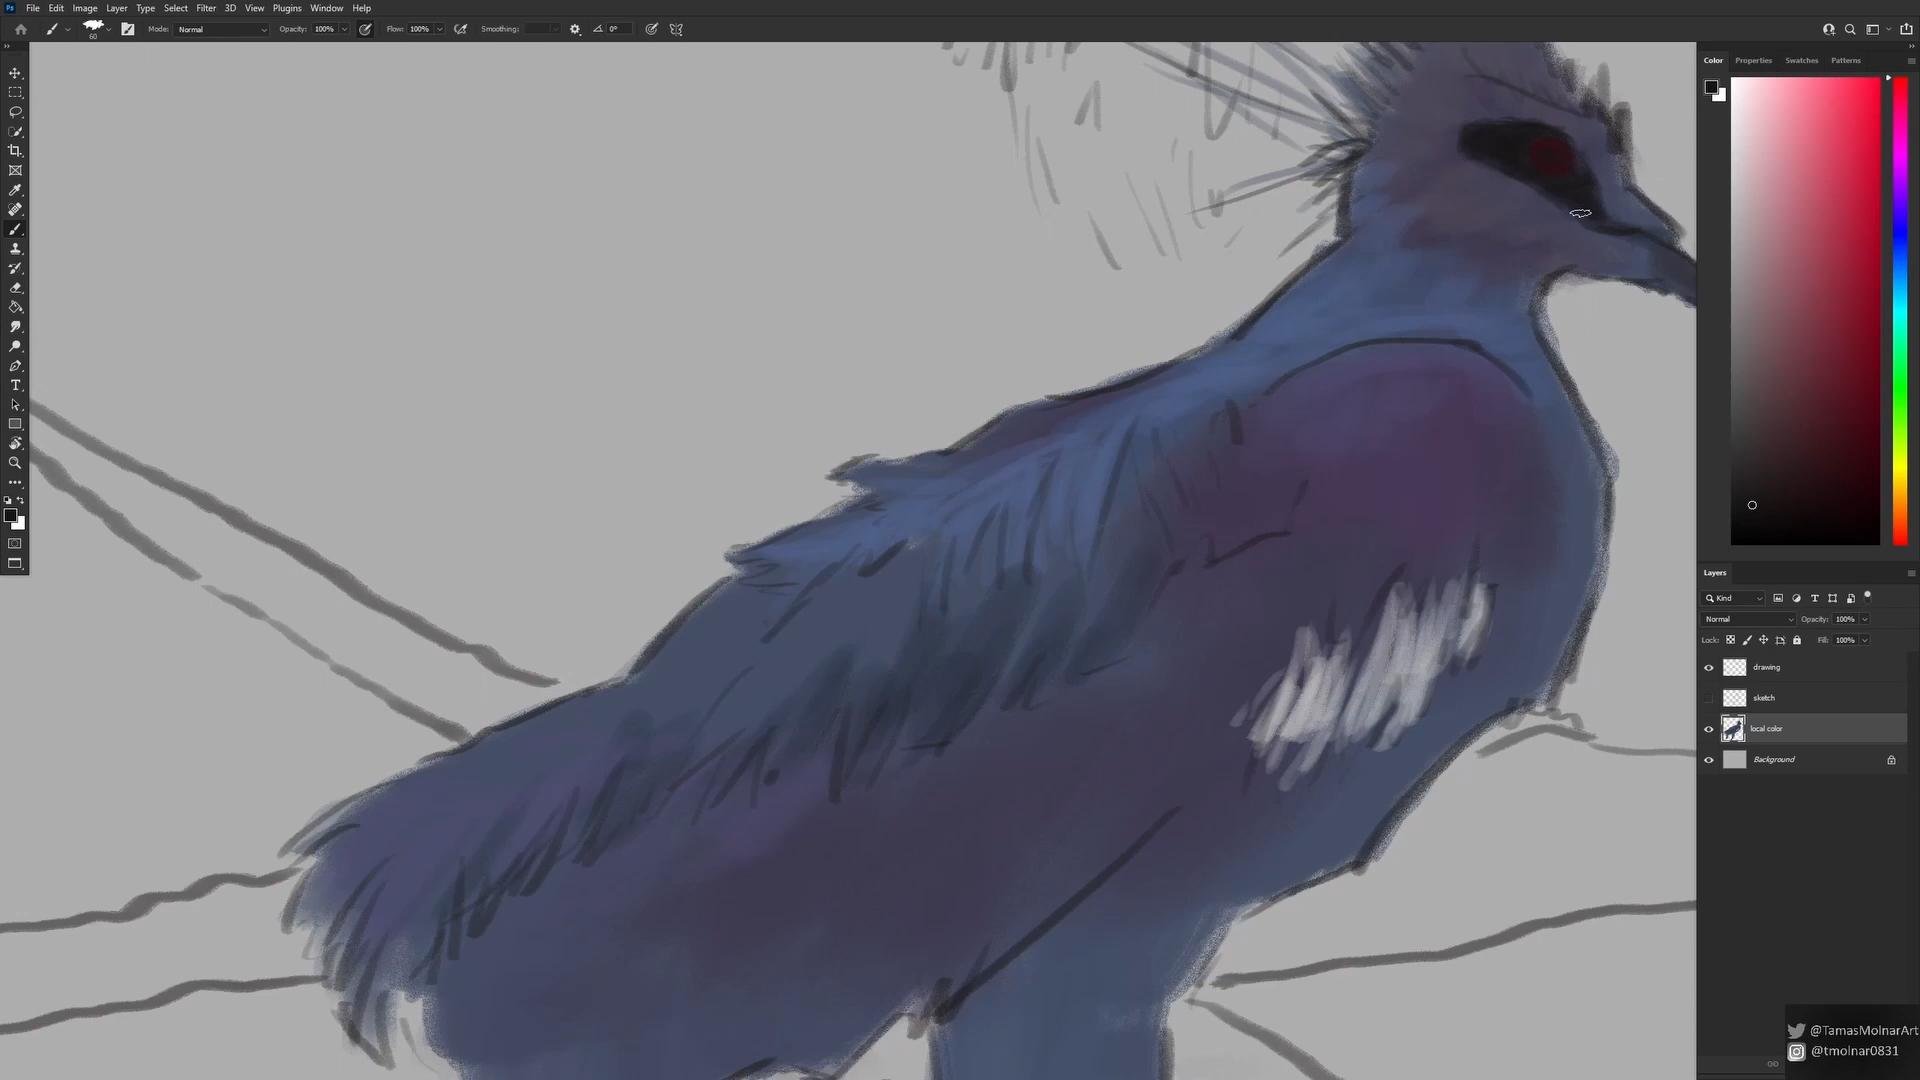 Ps File Edit Image Layer Type Select Filter 3D View Plugins Window Help
60 Mode: Normal Opacity: 100% Flow: 100% Smoothing: 0°
Color Properties Swatches Patterns
Layers
Kind
Normal Opacity: 100%
Lock: Fill: 100%
drawing
sketch
local color
Background
@TamasMolnarArt
@tmolnar0831